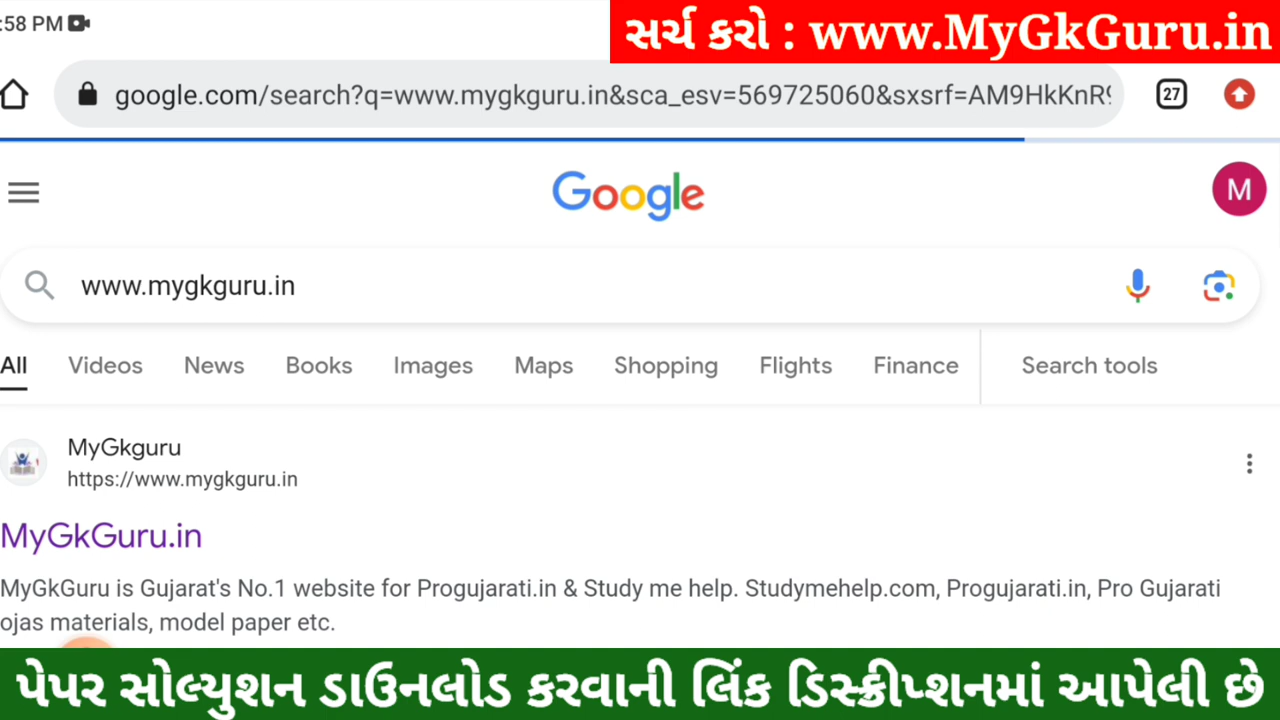 :58 PM
સર્ચ કરો : www.MyGkGuru.in
google.com/search?q=www.mygkguru.in&sca_esv=569725060&sxsrf=AM9HkKnR9
27
Google
M
www.mygkguru.in
All Videos News Books Images Maps Shopping Flights Finance Search tools
MyGkguru
https://www.mygkguru.in
MyGkGuru.in
MyGkGuru is Gujarat's No.1 website for Progujarati.in & Study me help. Studymehelp.com, Progujarati.in, Pro Gujarati
ojas materials, model paper etc.
પેપર સોલ્યુશન ડાઉનલોડ કરવાની લિંક ડિસ્ક્રીપ્શનમાં આપેલી છે